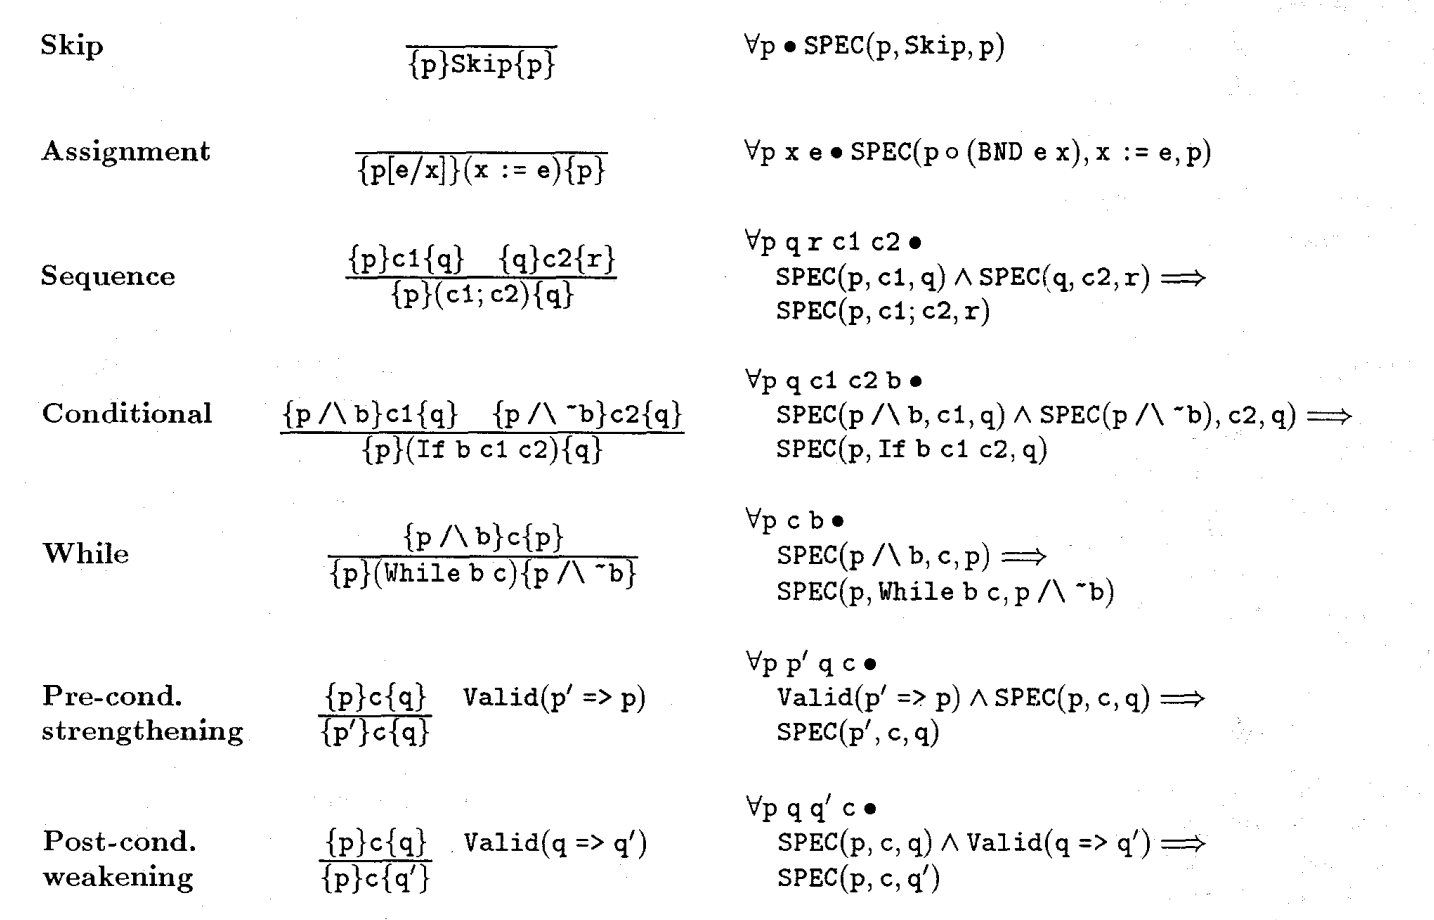 Skip {p}Skip{p} ∀p • SPEC(p, Skip, p)
Assignment {p[e/x]}(x := e){p} ∀p x e • SPEC(p ∘ (BND e x), x := e, p)
∀p q r c1 c2 •
{p}c1{q} {q}c2{r}
Sequence SPEC(p, c1, q) ∧ SPEC(q, c2, r) ⟹
{p}(c1; c2){q}
SPEC(p, c1; c2, r)
∀p q c1 c2 b •
Conditional {p /\ b}c1{q} {p /\ ~b}c2{q} SPEC(p /\ b, c1, q) ∧ SPEC(p /\ ~b), c2, q) ⟹
{p}(If b c1 c2){q} SPEC(p, If b c1 c2, q)
∀p c b •
{p /\ b}c{p}
While SPEC(p /\ b, c, p) ⟹
{p}(While b c){p /\ ~b} SPEC(p, While b c, p /\ ~b)
∀p p′ q c •
Pre-cond. {p}c{q} Valid(p′ => p) Valid(p′ => p) ∧ SPEC(p, c, q) ⟹
strengthening {p′}c{q} SPEC(p′, c, q)
∀p q q′ c •
Post-cond. {p}c{q} Valid(q => q′) SPEC(p, c, q) ∧ Valid(q => q′) ⟹
weakening {p}c{q′} SPEC(p, c, q′)